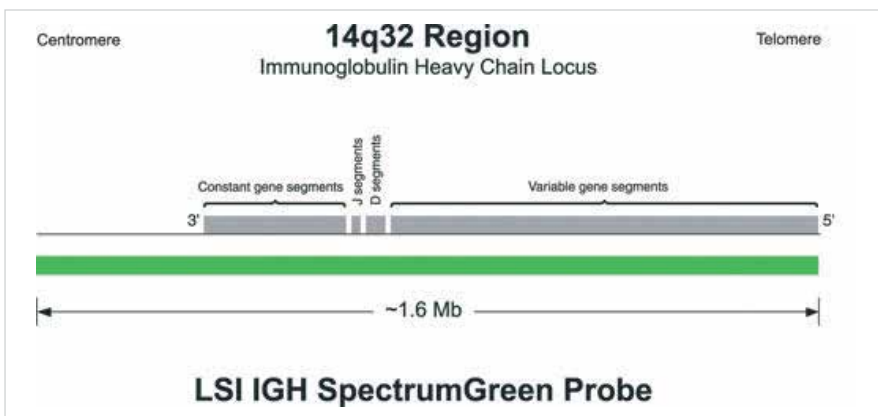 Centromere
14q32 Region
Telomere
Immunoglobulin Heavy Chain Locus
Constant gene segments
J segments
D segments
Variable gene segments
3'
5'
~1.6 Mb
LSI IGH SpectrumGreen Probe